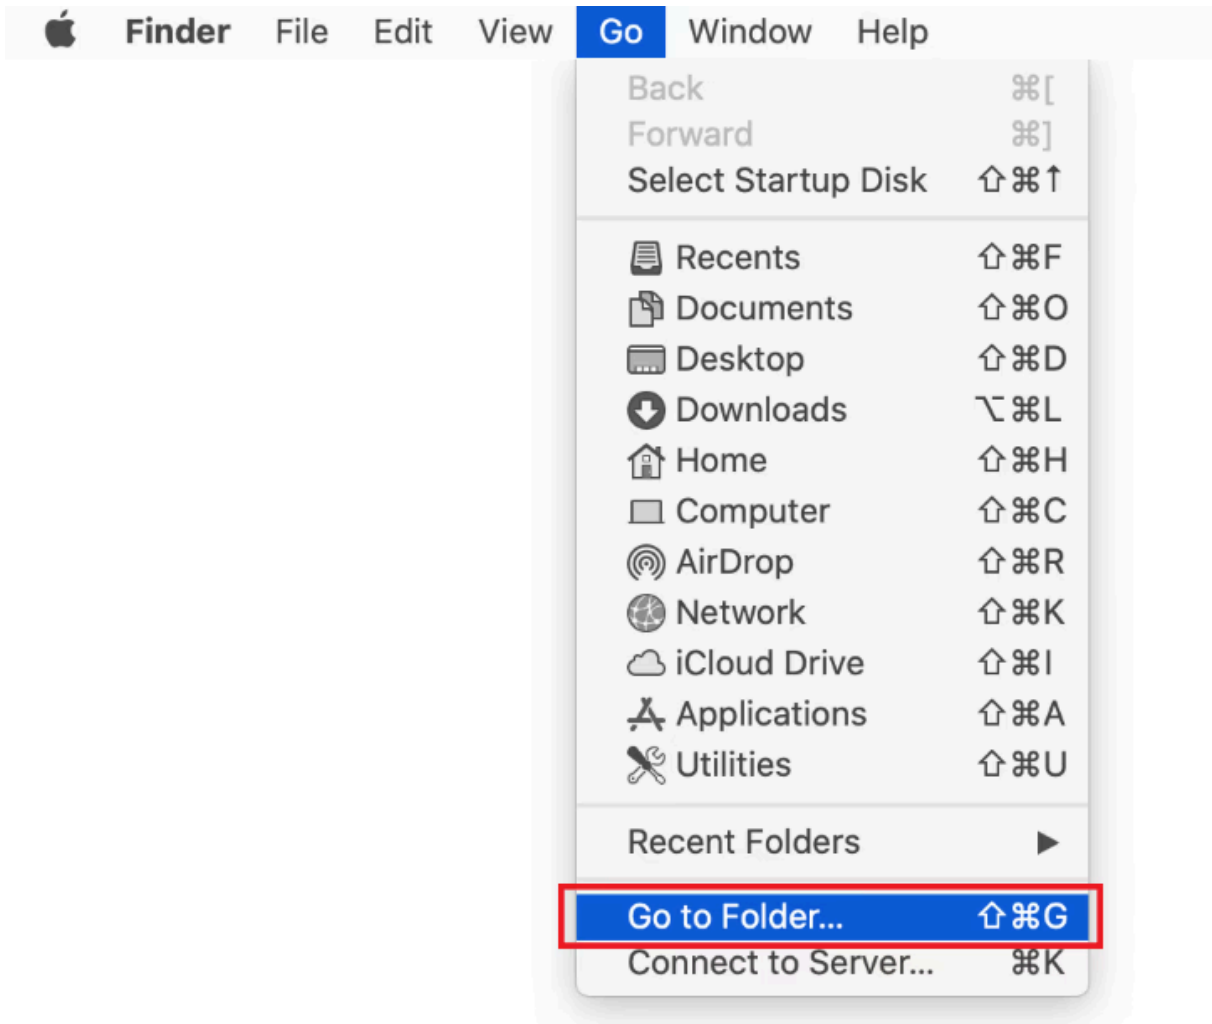 Finder File Edit View Go Window Help
Back ⌘[
Forward ⌘]
Select Startup Disk ⇧⌘↑
Recents ⇧⌘F
Documents ⇧⌘O
Desktop ⇧⌘D
Downloads ⌥⌘L
Home ⇧⌘H
Computer ⇧⌘C
AirDrop ⇧⌘R
Network ⇧⌘K
iCloud Drive ⇧⌘I
Applications ⇧⌘A
Utilities ⇧⌘U
Recent Folders ▶
Go to Folder... ⇧⌘G
Connect to Server... ⌘K